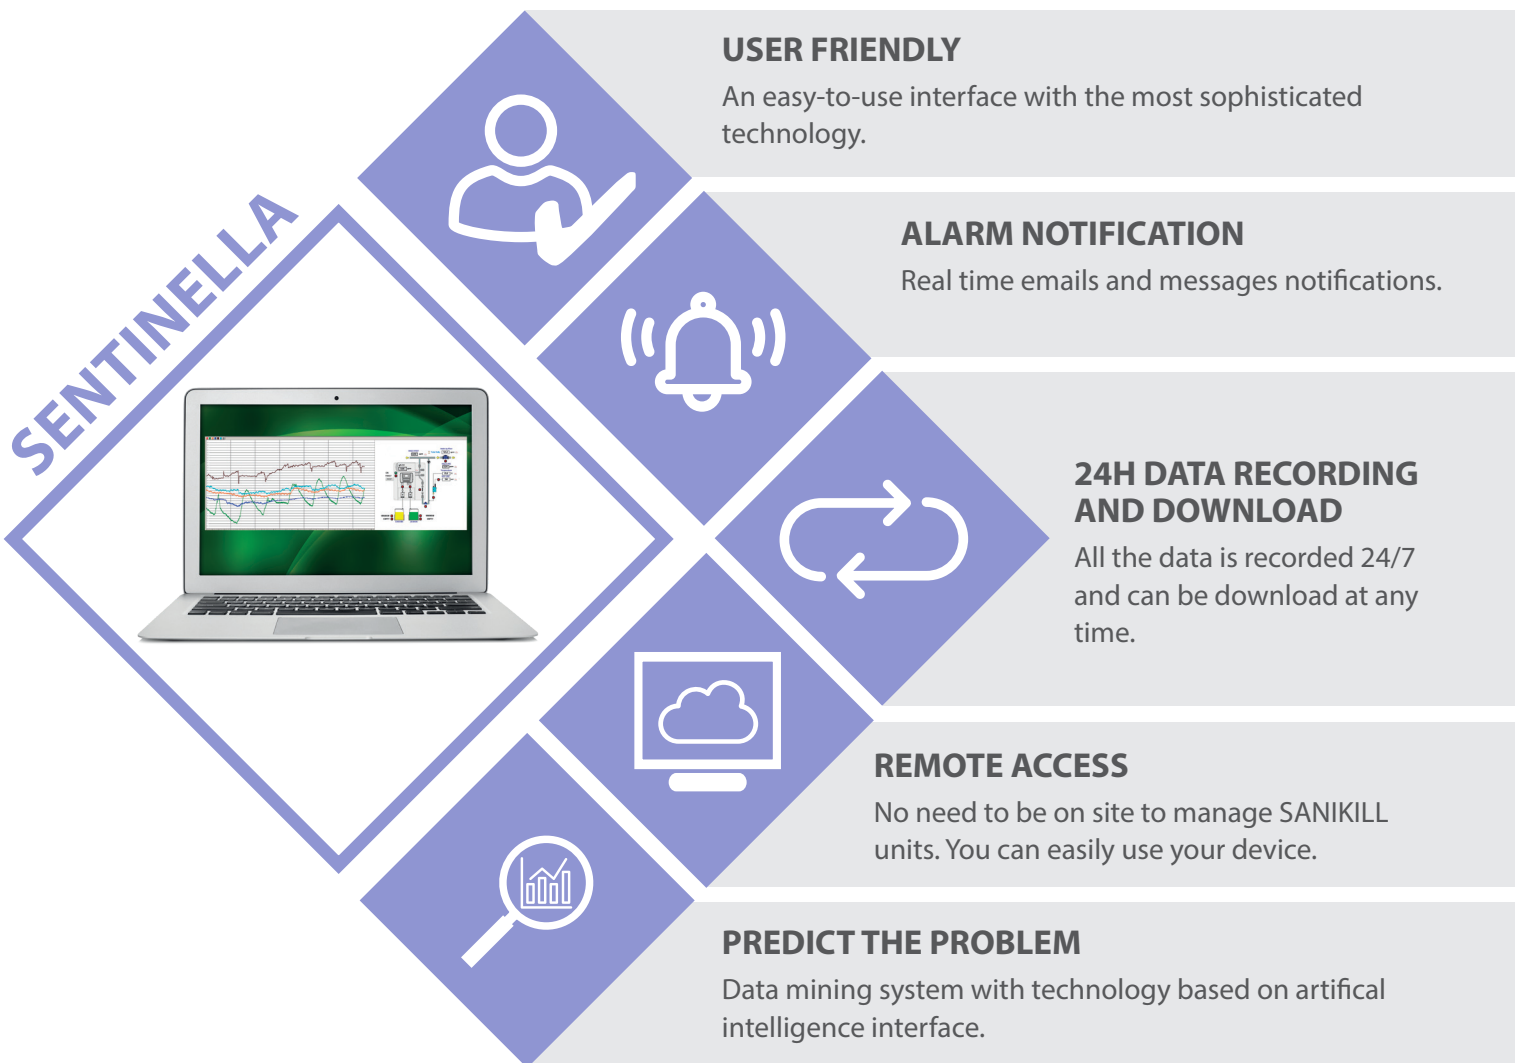 SENTINELLA
USER FRIENDLY
An easy-to-use interface with the most sophisticated
technology.
ALARM NOTIFICATION
Real time emails and messages notifications.
24H DATA RECORDING
AND DOWNLOAD
All the data is recorded 24/7
and can be download at any
time.
REMOTE ACCESS
No need to be on site to manage SANIKILL
units. You can easily use your device.
PREDICT THE PROBLEM
Data mining system with technology based on artifical
intelligence interface.